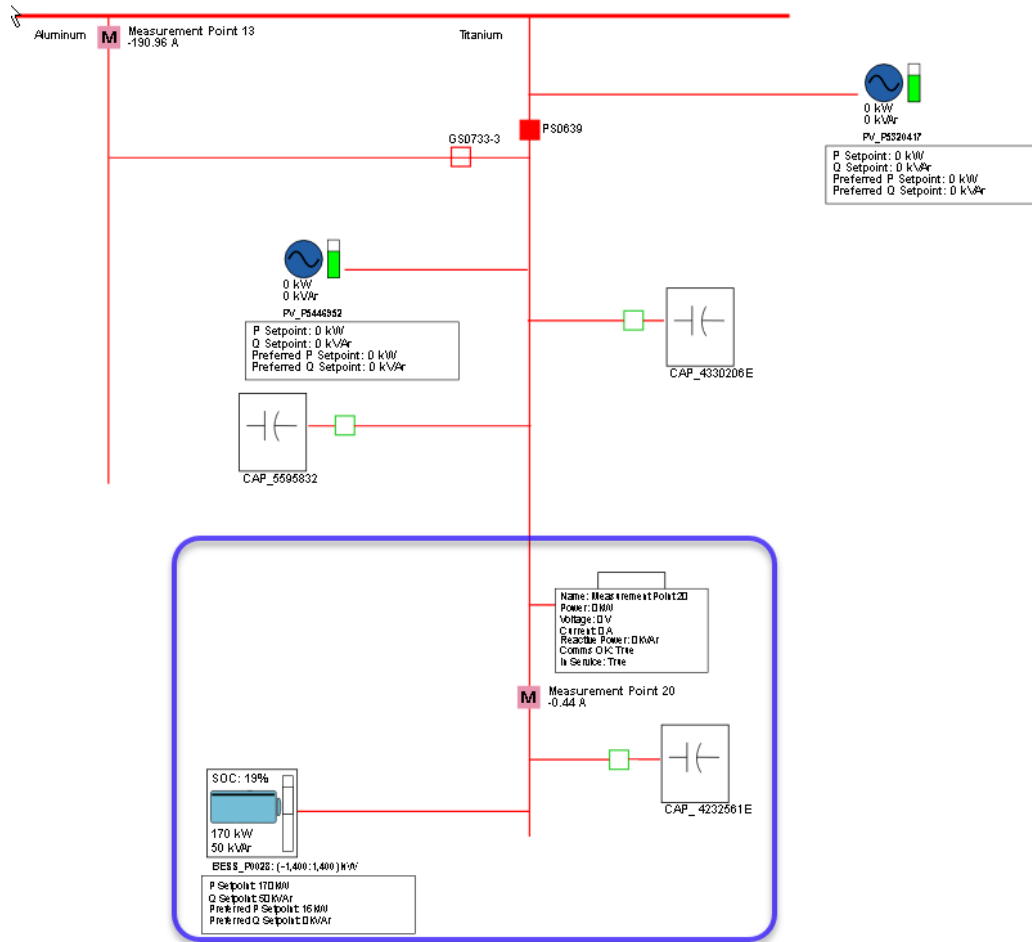 Aluminum
M
Measurement Point 13
-190.96 A
Titanium
0 kW
0 kVAr
PV_P5320417
P Setpoint: 0 kW
Q Setpoint: 0 kVAr
Preferred P Setpoint: 0 kW
Preferred Q Setpoint: 0 kVAr
PS0639
GS0733-3
0 kW
0 kVAr
PV_P5446952
P Setpoint: 0 kW
Q Setpoint: 0 kVAr
Preferred P Setpoint: 0 kW
Preferred Q Setpoint: 0 kVAr
CAP_4330206E
CAP_5595832
Name: Measurement Point 20
Power: 0 kW
Voltage: 0 V
Current: 0 A
Reactive Power: 0 kVAr
Comms OK: True
In Service: True
M
Measurement Point 20
-0.44 A
CAP_ 4232561E
SOC: 19%
170 kW
50 kVAr
BESS_P0028: (-1,400:1,400) kW
P Setpoint: 170 kW
Q Setpoint: 50 kVAr
Preferred P Setpoint: 16 kW
Preferred Q Setpoint: 0 kVAr